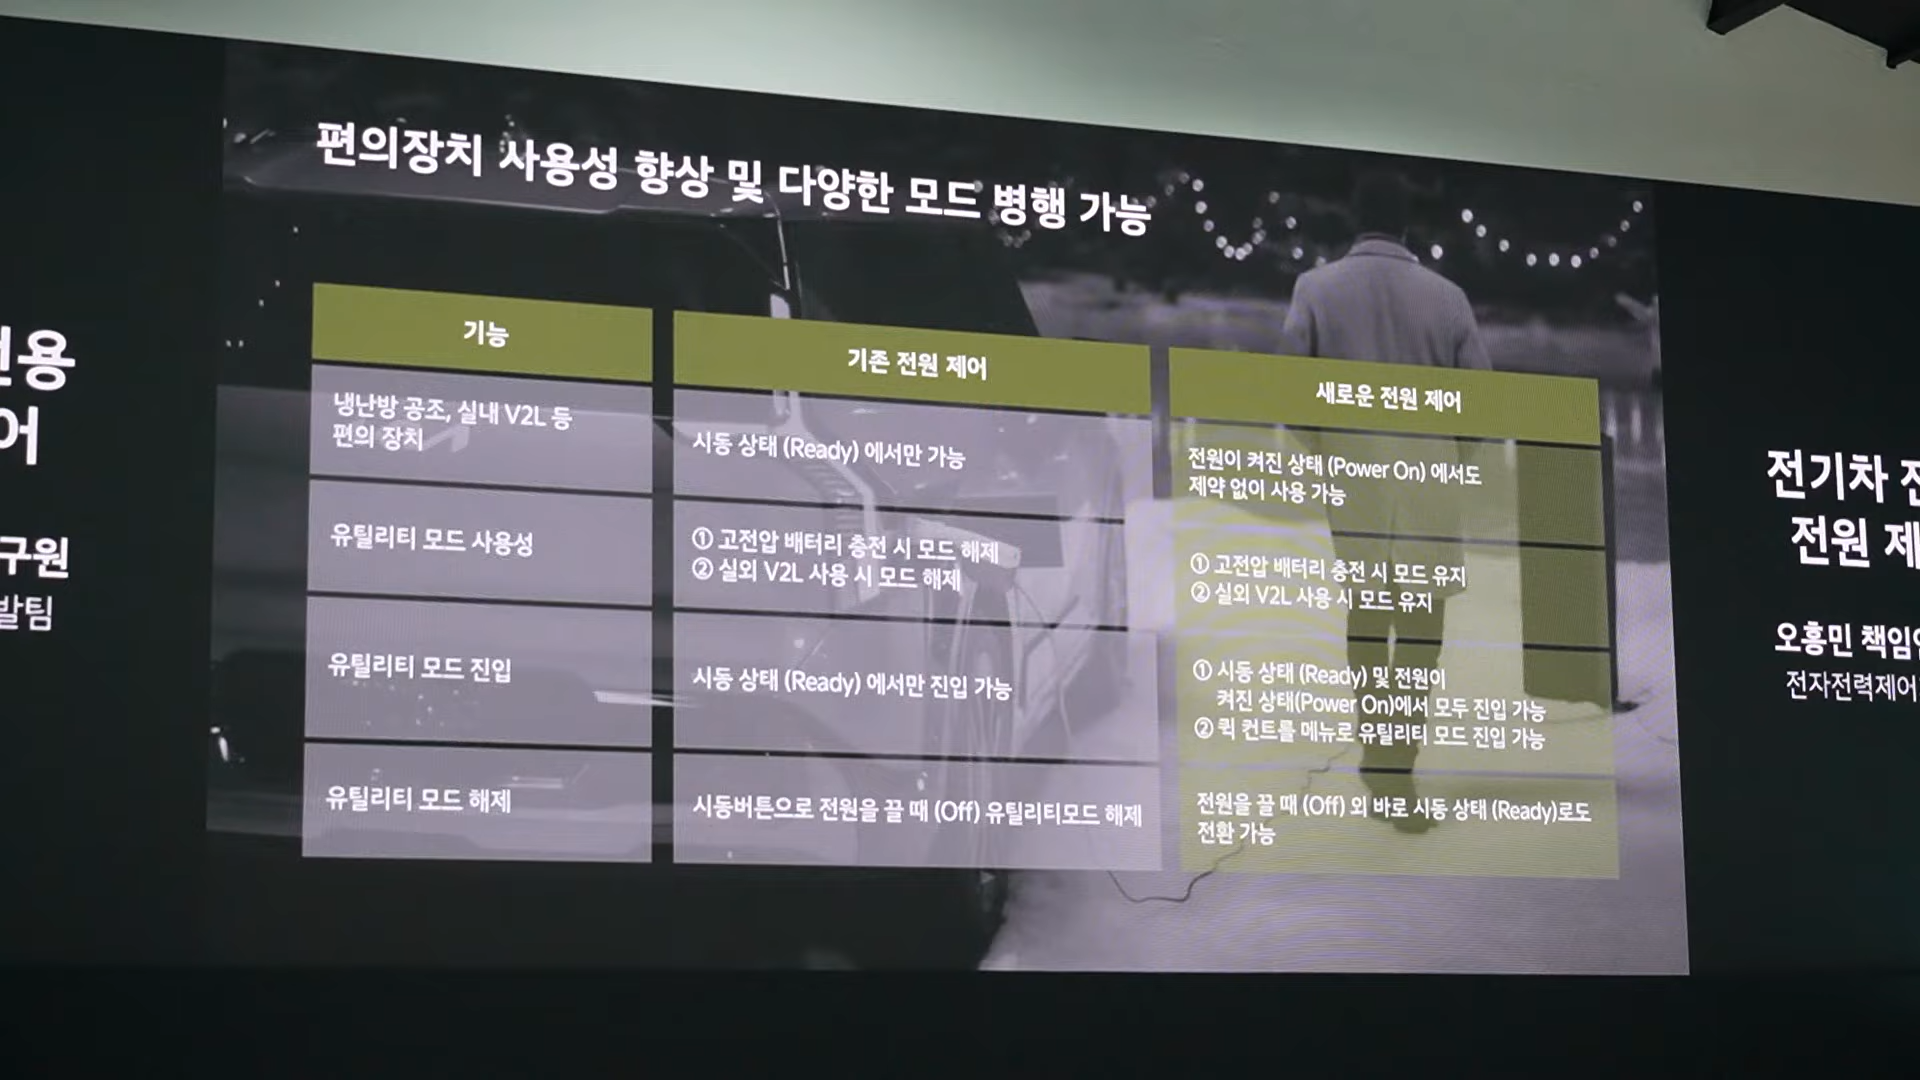 편의장치 사용성 향상 및 다양한 모드 병행 가능
기능
기존 전원 제어
새로운 전원 제어
냉난방 공조, 실내 V2L 등
편의 장치
시동 상태 (Ready) 에서만 가능
전원이 켜진 상태 (Power On) 에서도
제약 없이 사용 가능
유틸리티 모드 사용성
① 고전압 배터리 충전 시 모드 해제
② 실외 V2L 사용 시 모드 해제
① 고전압 배터리 충전 시 모드 유지
② 실외 V2L 사용 시 모드 유지
유틸리티 모드 진입
시동 상태 (Ready) 에서만 진입 가능
① 시동 상태 (Ready) 및 전원이
켜진 상태(Power On)에서 모두 진입 가능
② 퀵 컨트롤 메뉴로 유틸리티 모드 진입 가능
유틸리티 모드 해제
시동버튼으로 전원을 끌 때 (Off) 유틸리티모드 해제
전원을 끌 때 (Off) 외 바로 시동 상태 (Ready)로도
전환 가능
용
어
구원
발팀
전기차
전원 제
오흥민 책임
전자전력제어